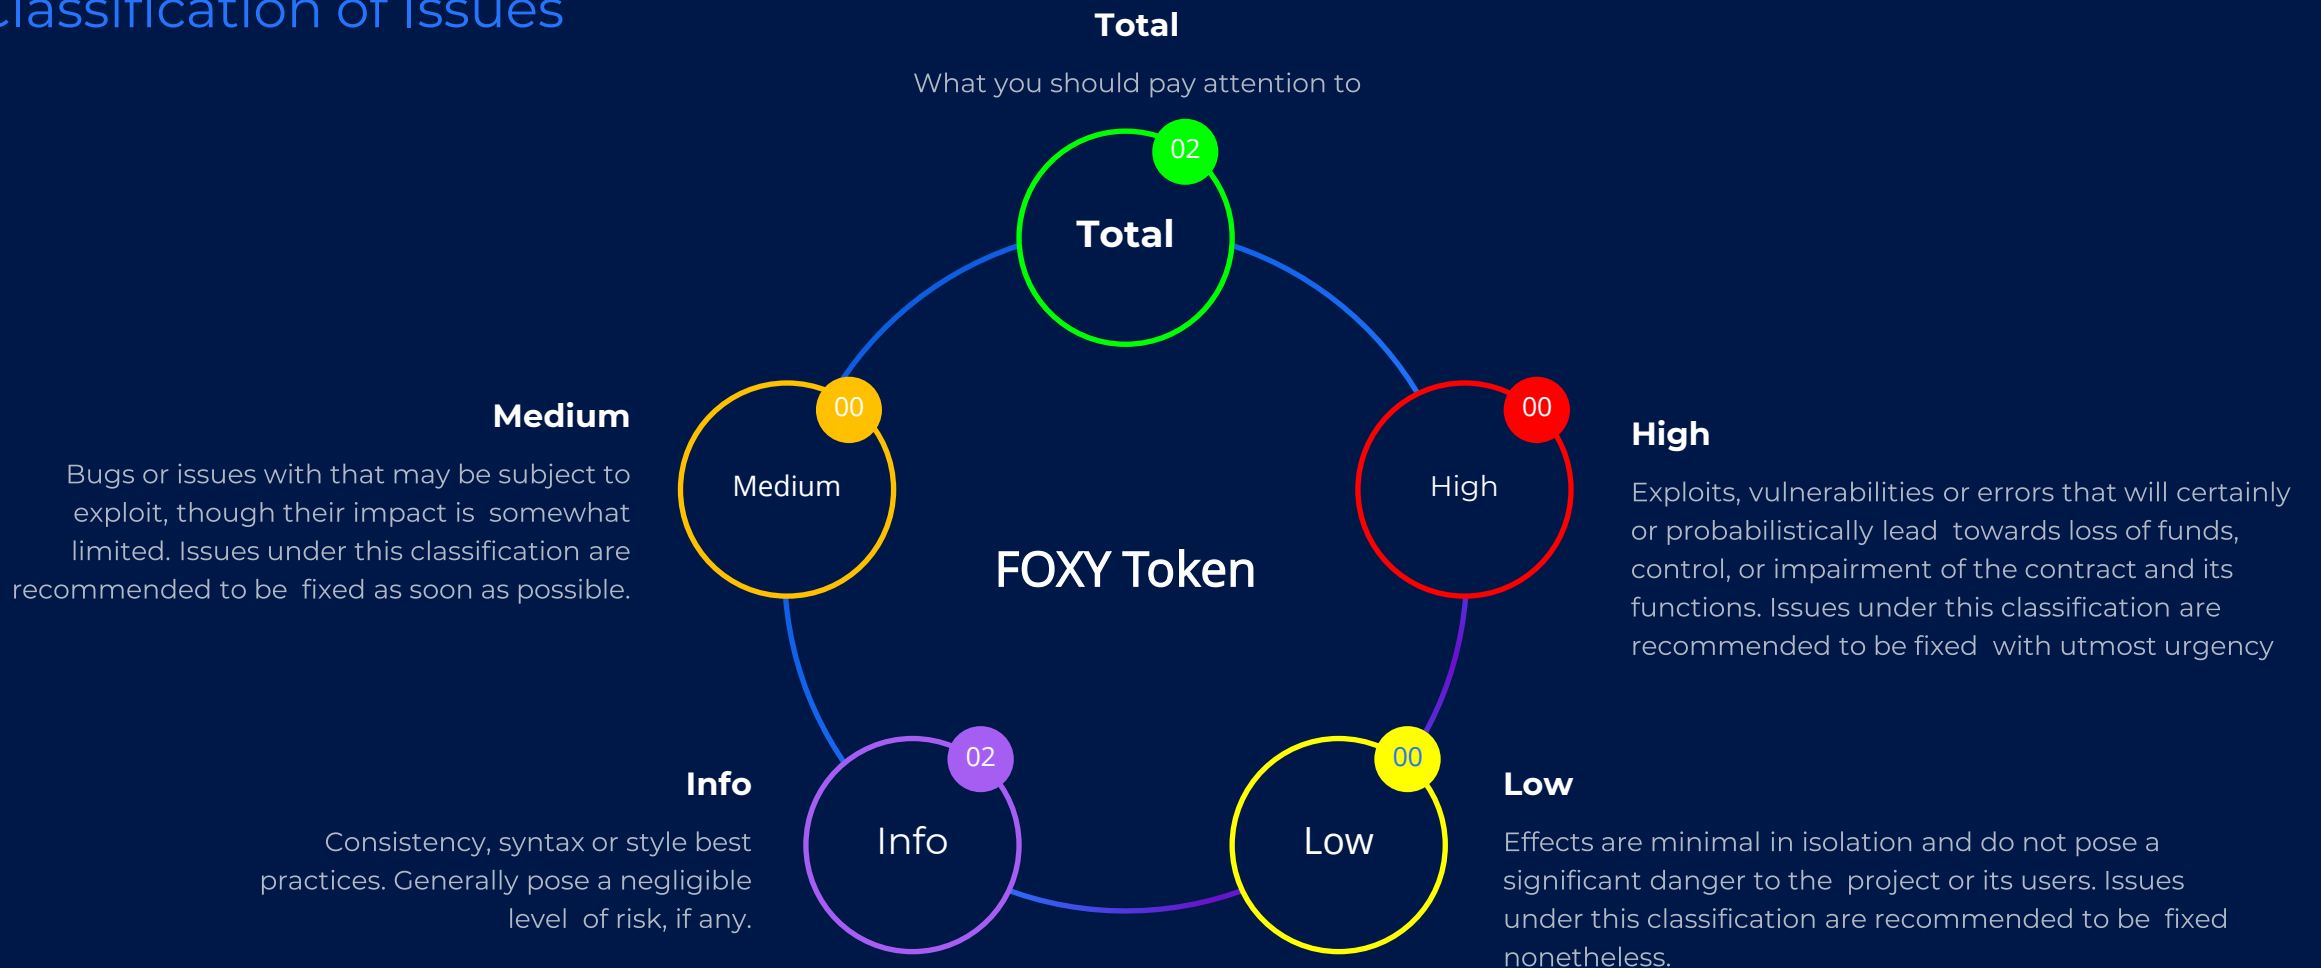 Classification of Issues
Total
What you should pay attention to
02
Total
Medium
Bugs or issues with that may be subject to
exploit, though their impact is somewhat
limited. Issues under this classification are
recommended to be fixed as soon as possible.
00
Medium
00
High
High
Exploits, vulnerabilities or errors that will certainly
or probabilistically lead towards loss of funds,
control, or impairment of the contract and its
functions. Issues under this classification are
recommended to be fixed with utmost urgency
FOXY Token
Info
Consistency, syntax or style best
practices. Generally pose a negligible
level of risk, if any.
02
Info
00
Low
Low
Effects are minimal in isolation and do not pose a
significant danger to the project or its users. Issues
under this classification are recommended to be fixed
nonetheless.